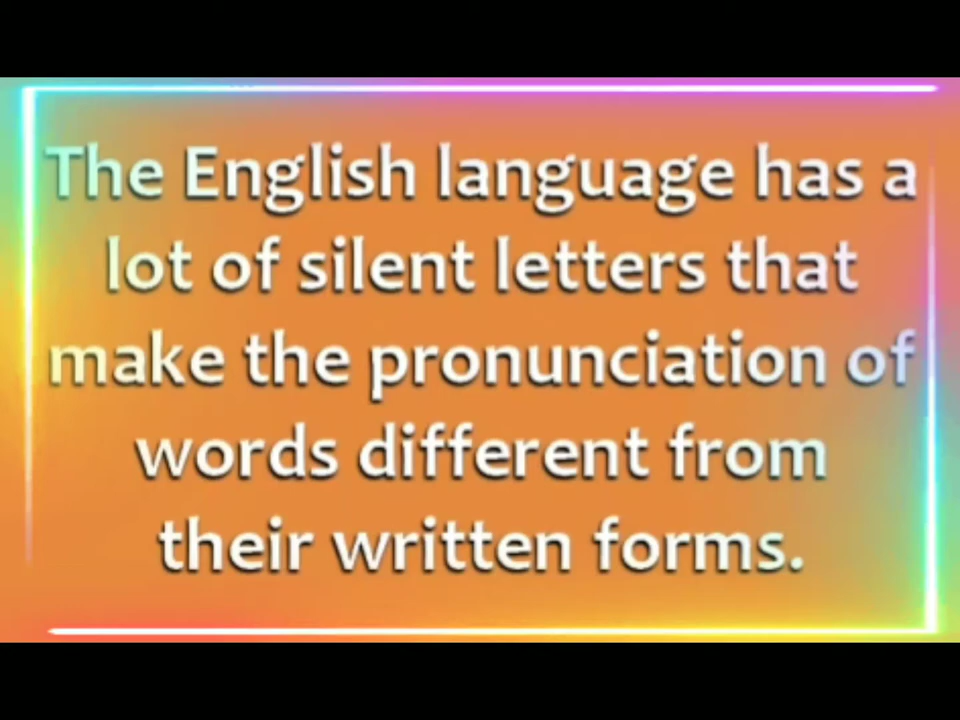 The English language has a
lot of silent letters that
make the pronunciation of
words different from
their written forms.